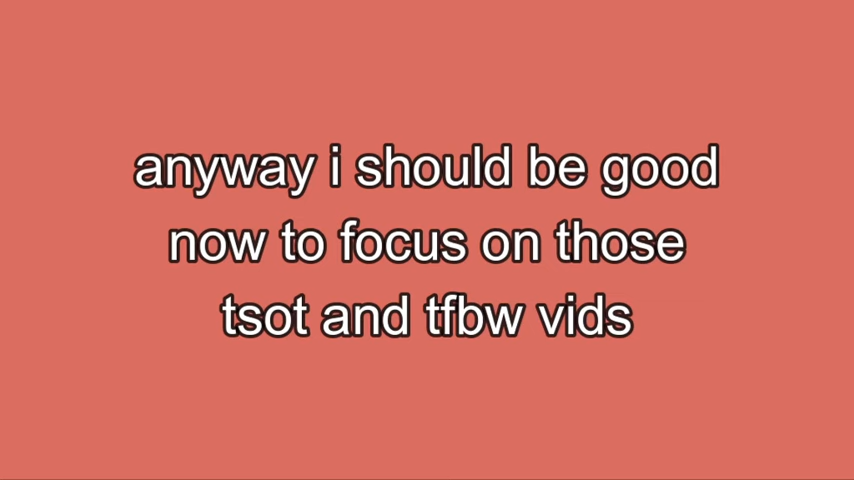 anyway i should be good
now to focus on those
tsot and tfbw vids